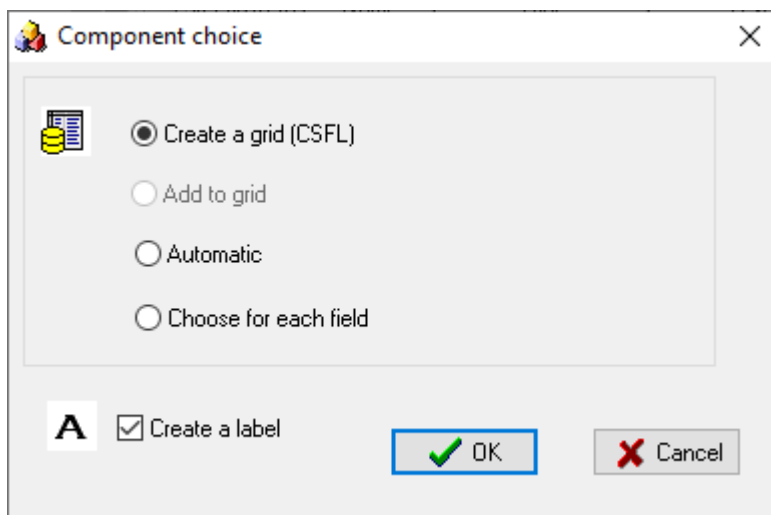 Component choice
Create a grid (CSFL)
Add to grid
Automatic
Choose for each field
A
Create a label
OK
Cancel